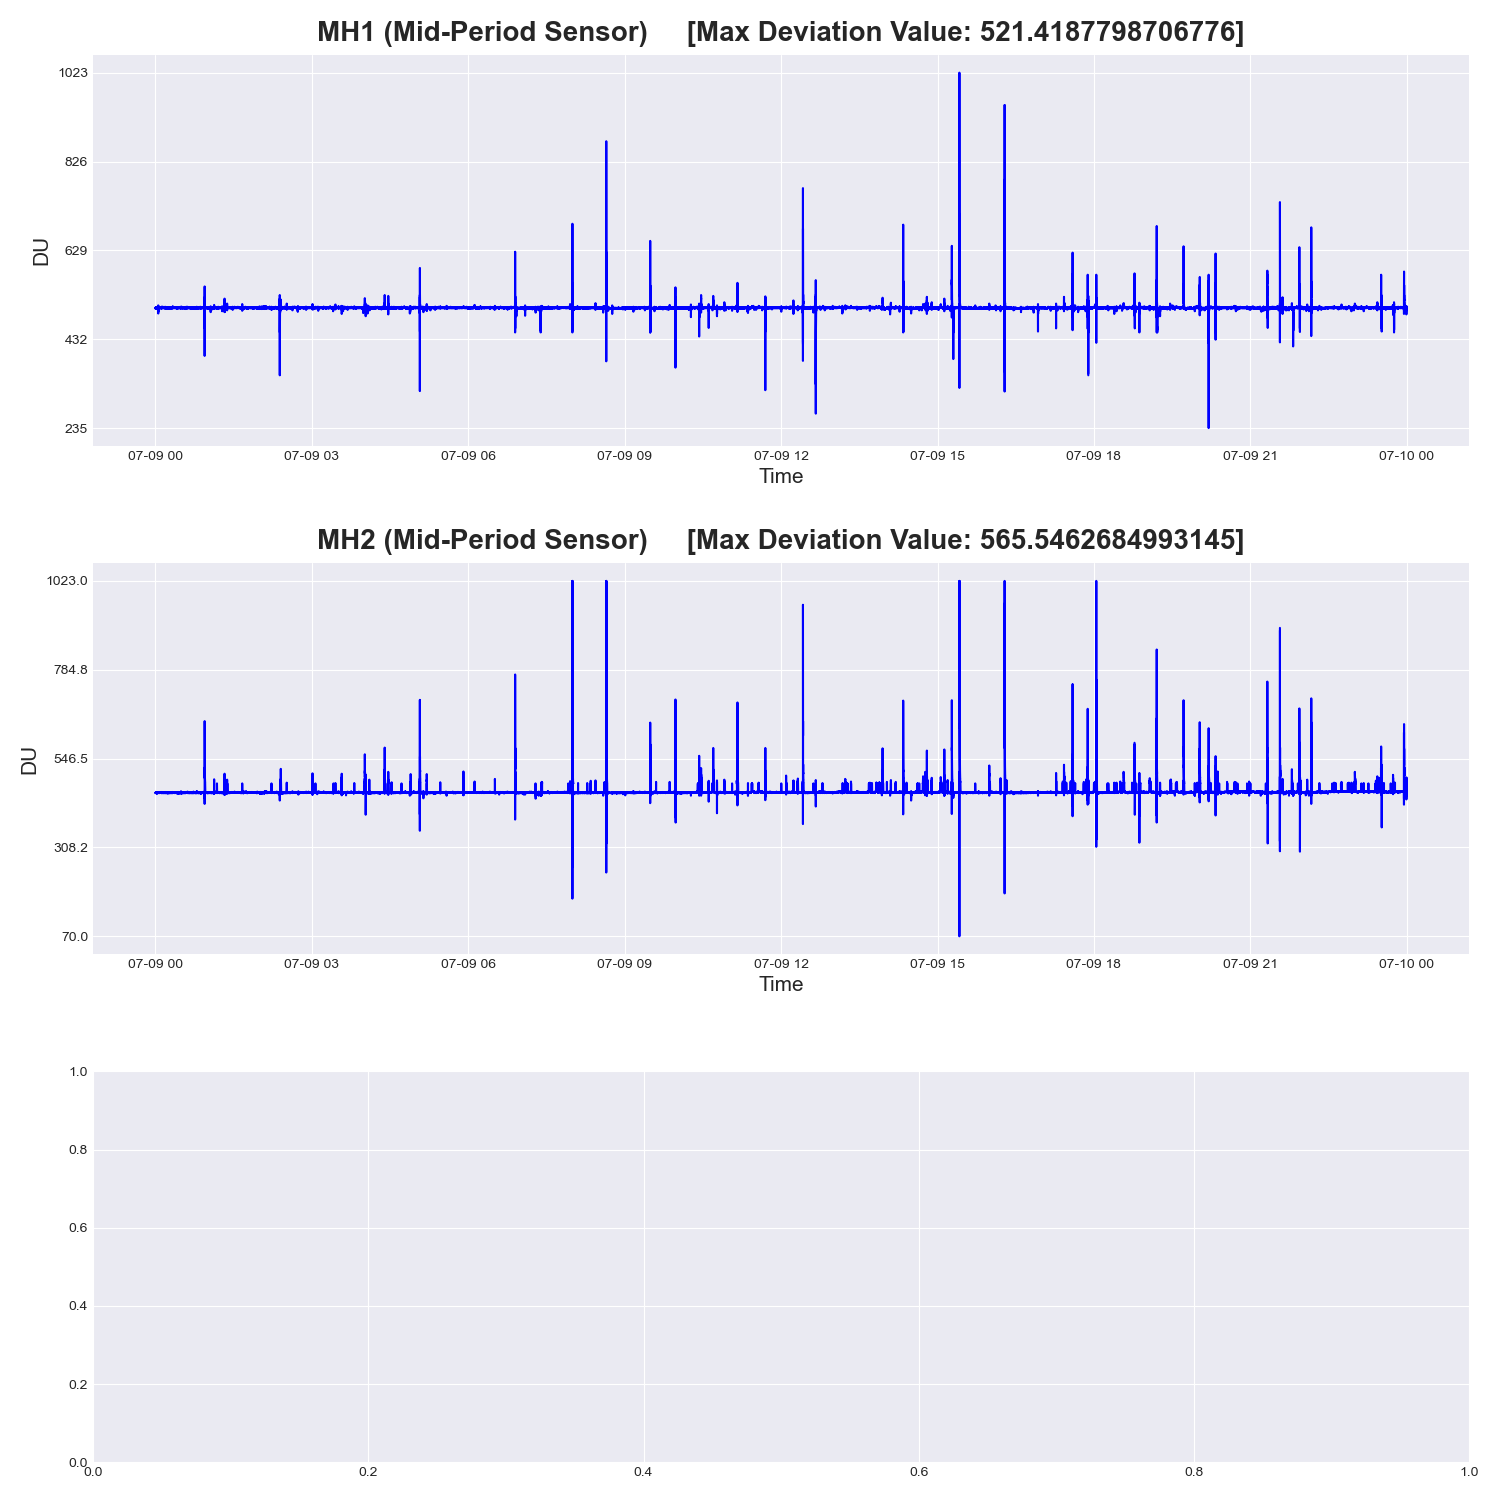 MH1 (Mid-Period Sensor) [Max Deviation Value: 521.4187798706776]
1023
826
629
432
235
DU
07-09 00 07-09 03 07-09 06 07-09 09 07-09 12 07-09 15 07-09 18 07-09 21 07-10 00
Time
MH2 (Mid-Period Sensor) [Max Deviation Value: 565.5462684993145]
1023.0
784.8
546.5
308.2
70.0
DU
07-09 00 07-09 03 07-09 06 07-09 09 07-09 12 07-09 15 07-09 18 07-09 21 07-10 00
Time
1.0
0.8
0.6
0.4
0.2
0.0
0.0 0.2 0.4 0.6 0.8 1.0